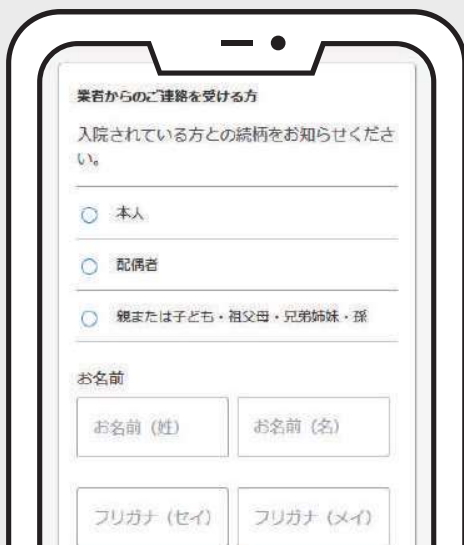 業者からのご連絡を受ける方
入院されている方との続柄をお知らせくださ
い。
本人
配偶者
親または子ども・祖父母・兄弟姉妹・孫
お名前
お名前（姓） お名前（名）
フリガナ（セイ） フリガナ（メイ）